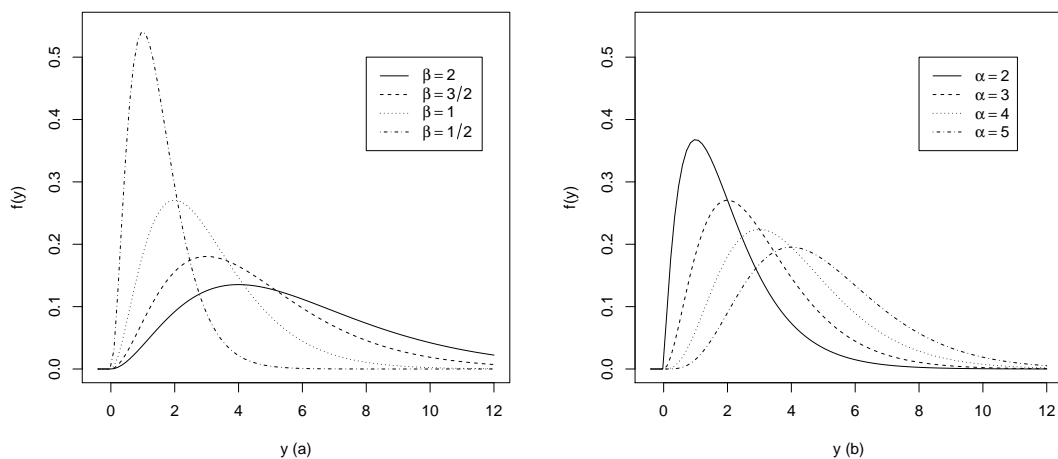 0.5
0.4
0.3
0.2
0.1
0.0
f(y)
β = 2
β = 3/2
β = 1
β = 1/2
0 2 4 6 8 10 12
y (a)
0.5
0.4
0.3
0.2
0.1
0.0
f(y)
α = 2
α = 3
α = 4
α = 5
0 2 4 6 8 10 12
y (b)